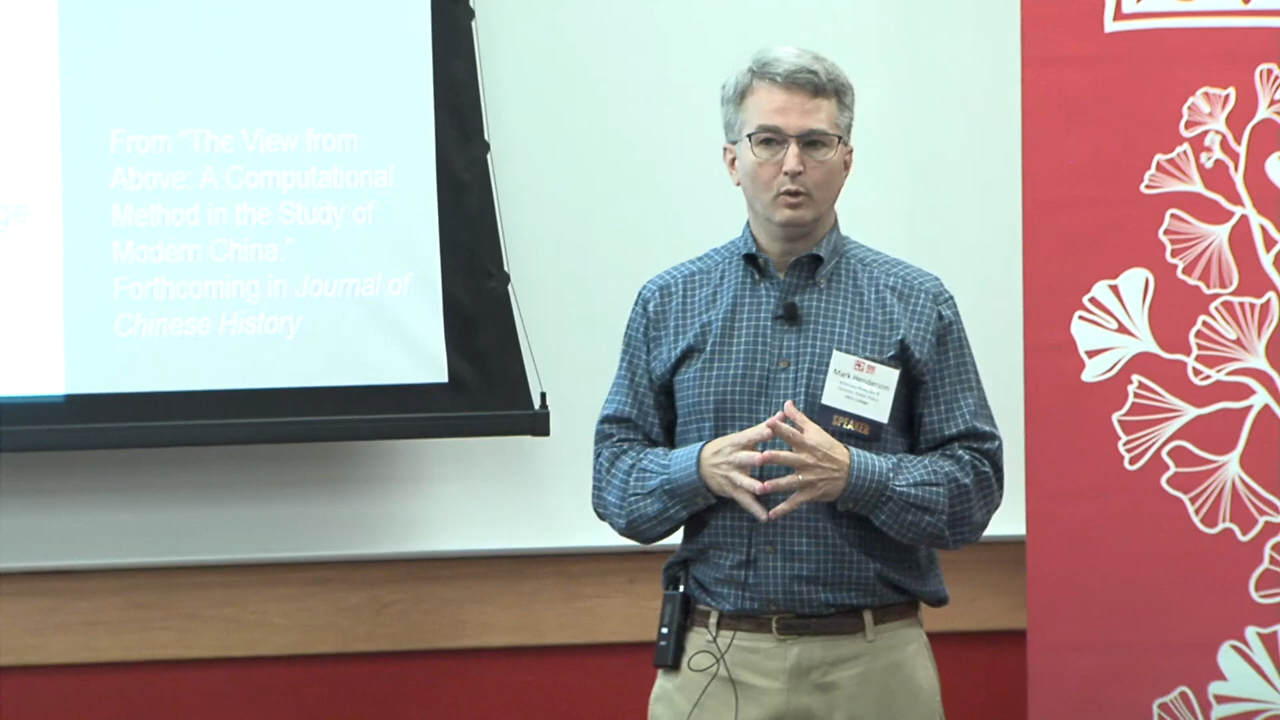 From "The View from
Above: A Computational
Method in the Study of
Modern China."
Forthcoming in Journal of
Chinese History
Mark Henderson
SPEAKER